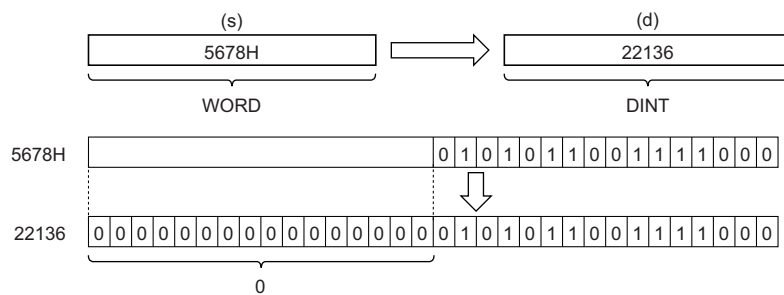 (s) (d)
5678H 22136
WORD DINT
5678H 0 1 0 1 0 1 1 0 0 1 1 1 1 0 0 0
22136 0 0 0 0 0 0 0 0 0 0 0 0 0 0 0 0 0 1 0 1 0 1 1 0 0 1 1 1 1 0 0 0
0